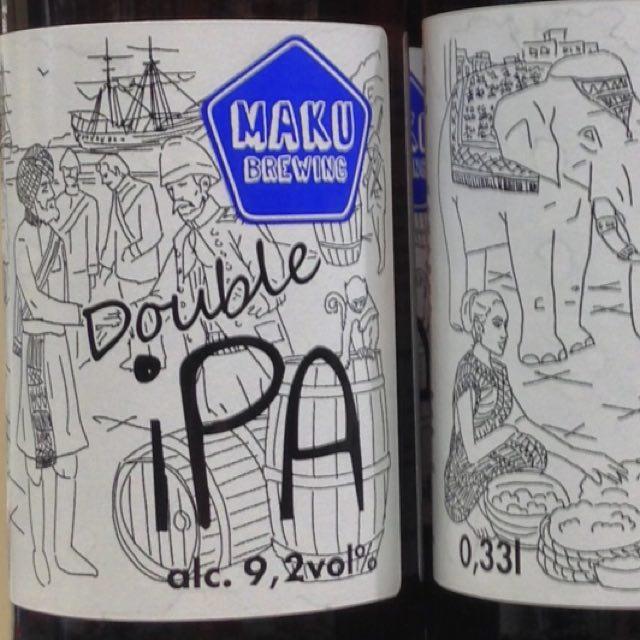 MAKU
BREWING
Double
iPA
alc. 9,2vol%
0,33l